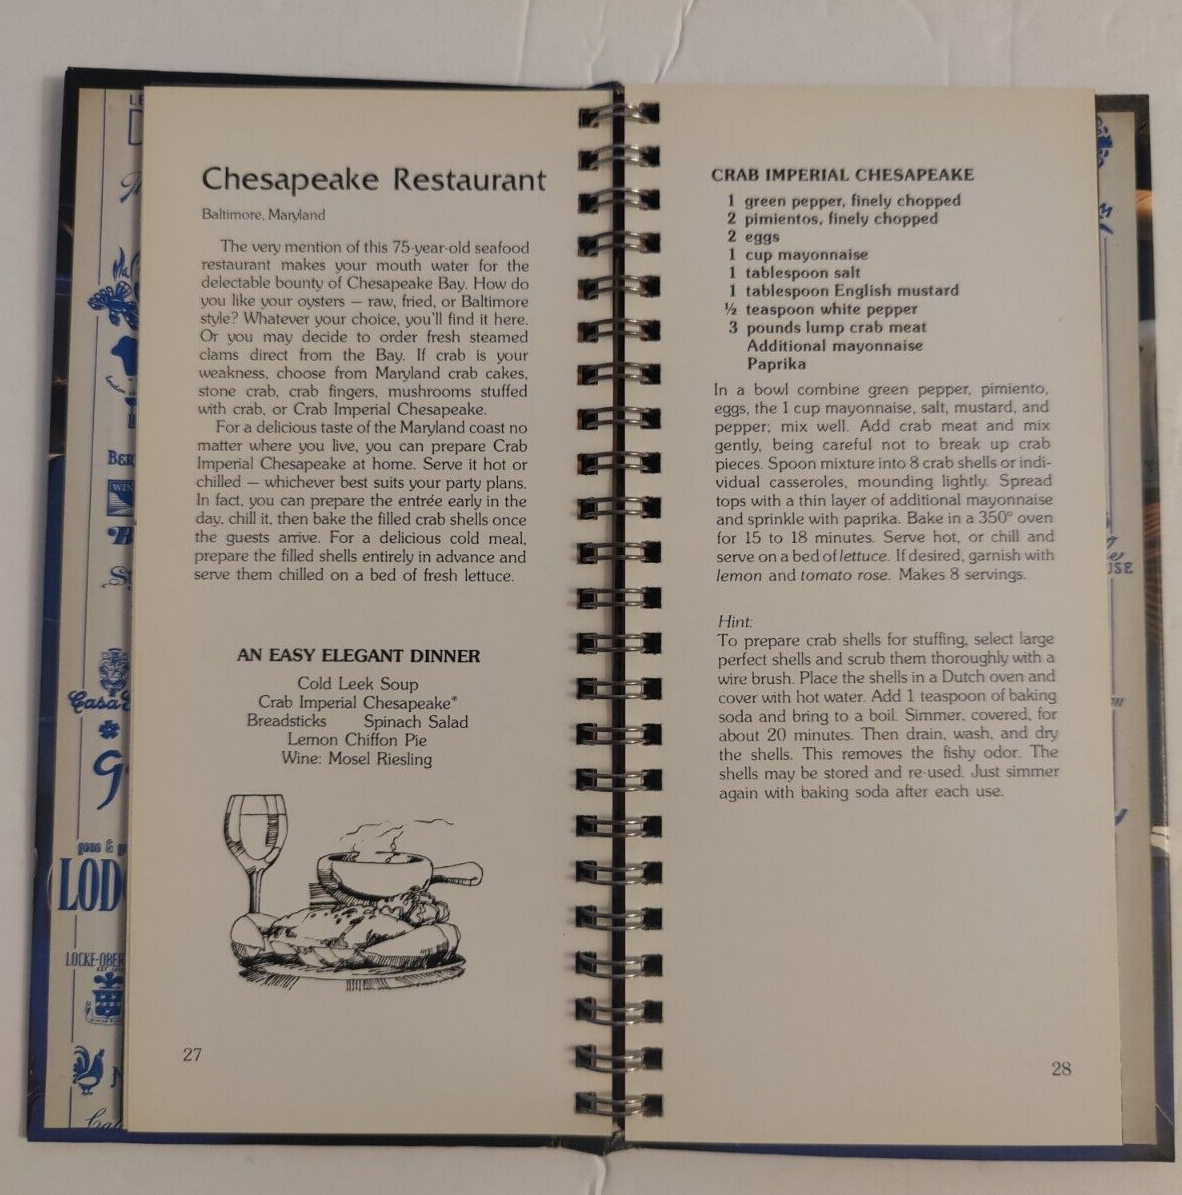 Chesapeake Restaurant
Baltimore, Maryland
The very mention of this 75-year-old seafood
restaurant makes your mouth water for the
delectable bounty of Chesapeake Bay. How do
you like your oysters — raw, fried, or Baltimore
style? Whatever your choice, you'll find it here.
Or you may decide to order fresh steamed
clams direct from the Bay. If crab is your
weakness, choose from Maryland crab cakes,
stone crab, crab fingers, mushrooms stuffed
with crab, or Crab Imperial Chesapeake.
For a delicious taste of the Maryland coast no
matter where you live, you can prepare Crab
Imperial Chesapeake at home. Serve it hot or
chilled — whichever best suits your party plans.
In fact, you can prepare the entrée early in the
day, chill it, then bake the filled crab shells once
the guests arrive. For a delicious cold meal,
prepare the filled shells entirely in advance and
serve them chilled on a bed of fresh lettuce.
AN EASY ELEGANT DINNER
Cold Leek Soup
Crab Imperial Chesapeake*
Breadsticks Spinach Salad
Lemon Chiffon Pie
Wine: Mosel Riesling
27
CRAB IMPERIAL CHESAPEAKE
1 green pepper, finely chopped
2 pimientos, finely chopped
2 eggs
1 cup mayonnaise
1 tablespoon salt
1 tablespoon English mustard
½ teaspoon white pepper
3 pounds lump crab meat
Additional mayonnaise
Paprika
In a bowl combine green pepper, pimiento,
eggs, the 1 cup mayonnaise, salt, mustard, and
pepper; mix well. Add crab meat and mix
gently, being careful not to break up crab
pieces. Spoon mixture into 8 crab shells or indi-
vidual casseroles, mounding lightly. Spread
tops with a thin layer of additional mayonnaise
and sprinkle with paprika. Bake in a 350° oven
for 15 to 18 minutes. Serve hot, or chill and
serve on a bed of lettuce. If desired, garnish with
lemon and tomato rose. Makes 8 servings.
Hint:
To prepare crab shells for stuffing, select large
perfect shells and scrub them thoroughly with a
wire brush. Place the shells in a Dutch oven and
cover with hot water. Add 1 teaspoon of baking
soda and bring to a boil. Simmer, covered, for
about 20 minutes. Then drain, wash, and dry
the shells. This removes the fishy odor. The
shells may be stored and re-used. Just simmer
again with baking soda after each use.
28
LOD
LOCKE-OBER